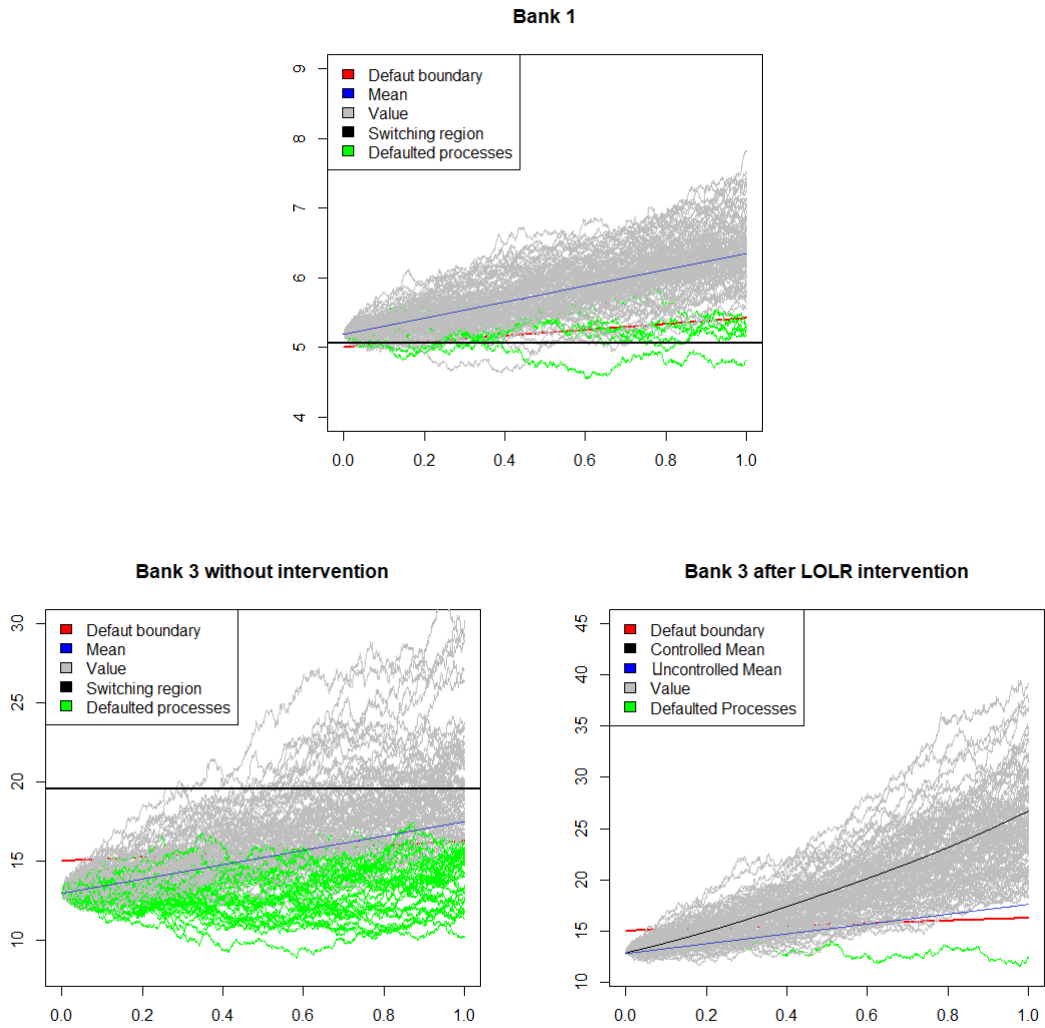 Bank 1
9
8
7
6
5
4
Defaut boundary
Mean
Value
Switching region
Defaulted processes
0.0 0.2 0.4 0.6 0.8 1.0
Bank 3 without intervention
30
25
20
15
10
Defaut boundary
Mean
Value
Switching region
Defaulted processes
0.0 0.2 0.4 0.6 0.8 1.0
Bank 3 after LOLR intervention
45
40
35
30
25
20
15
10
Defaut boundary
Controlled Mean
Uncontrolled Mean
Value
Defaulted Processes
0.0 0.2 0.4 0.6 0.8 1.0